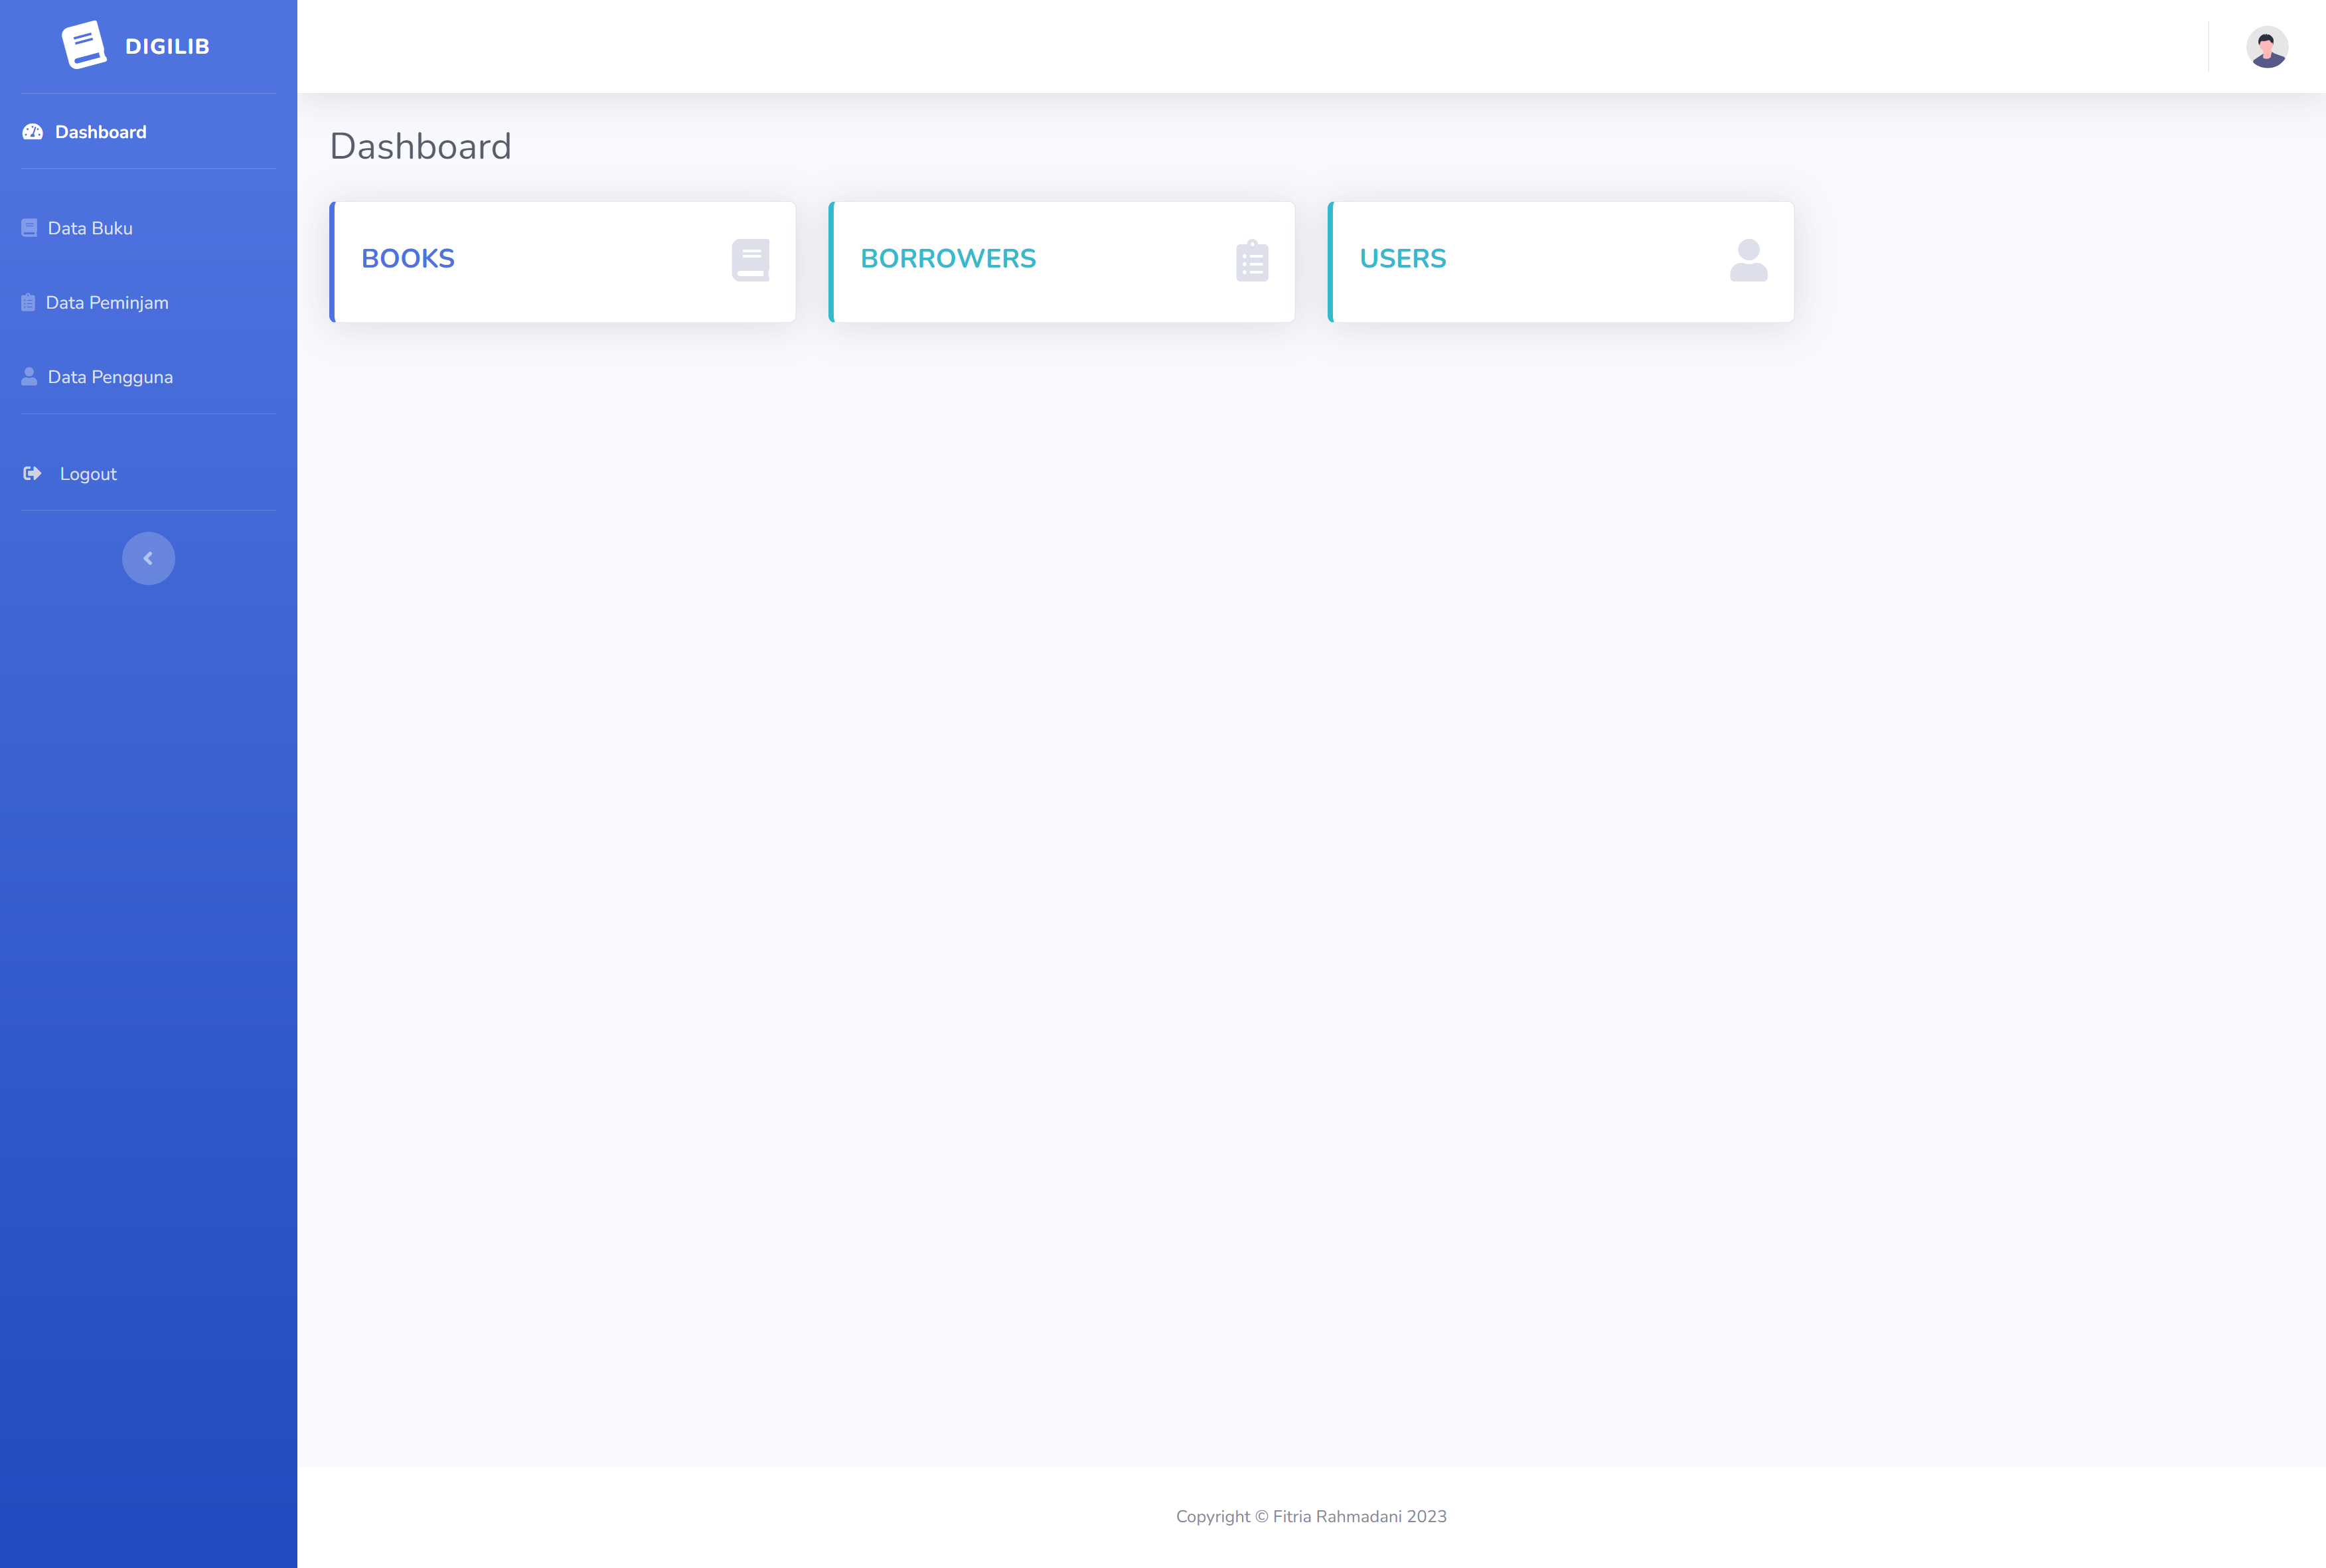 DIGILIB
Dashboard
Data Buku
Data Peminjam
Data Pengguna
Logout
Dashboard
BOOKS
BORROWERS
USERS
Copyright © Fitria Rahmadani 2023